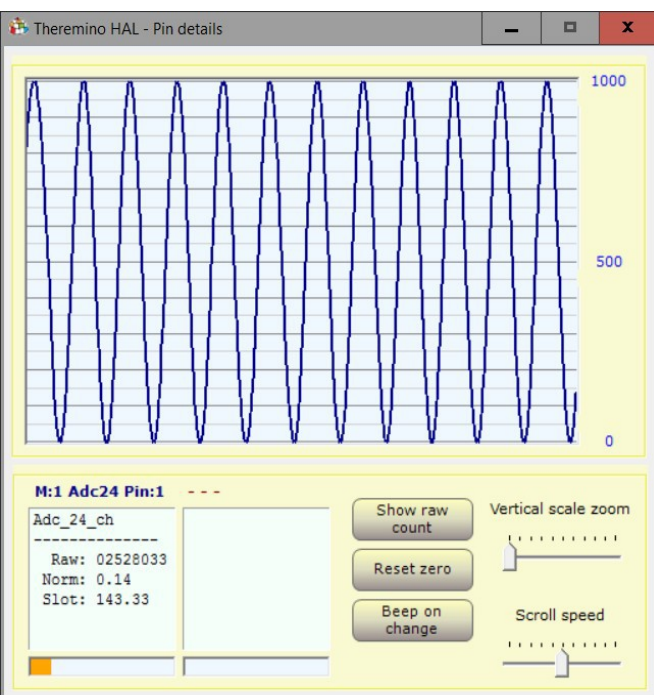 Theremino HAL - Pin details
1000
500
0
M:1 Adc24 Pin:1 - - -
Adc_24_ch
--------------
Raw: 02528033
Norm: 0.14
Slot: 143.33
Show raw
count
Reset zero
Beep on
change
Vertical scale zoom
Scroll speed